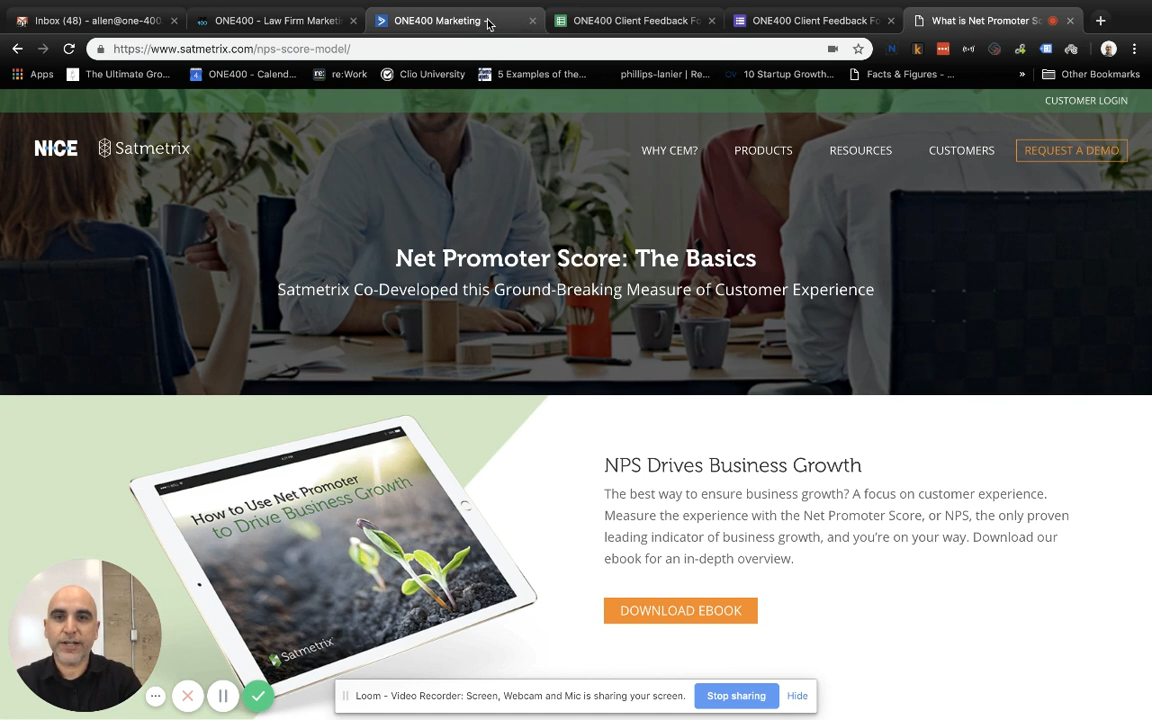 Inbox (48) - allen@one-400.
ONE400 - Law Firm Marketi
ONE400 Marketing -
ONE400 Client Feedback Fo
ONE400 Client Feedback Fo
What is Net Promoter Sc
https://www.satmetrix.com/nps-score-model/
Apps
The Ultimate Gro...
ONE400 - Calend...
re:Work
Clio University
5 Examples of the...
phillips-lanier | Re...
10 Startup Growth...
Facts & Figures - ...
»
Other Bookmarks
CUSTOMER LOGIN
NICE
Satmetrix
WHY CEM?
PRODUCTS
RESOURCES
CUSTOMERS
REQUEST A DEMO
Net Promoter Score: The Basics
Satmetrix Co-Developed this Ground-Breaking Measure of Customer Experience
How to Use Net Promoter
to Drive Business Growth
Satmetrix
NPS Drives Business Growth
The best way to ensure business growth? A focus on customer experience.
Measure the experience with the Net Promoter Score, or NPS, the only proven
leading indicator of business growth, and you're on your way. Download our
ebook for an in-depth overview.
DOWNLOAD EBOOK
Loom - Video Recorder: Screen, Webcam and Mic is sharing your screen.
Stop sharing
Hide